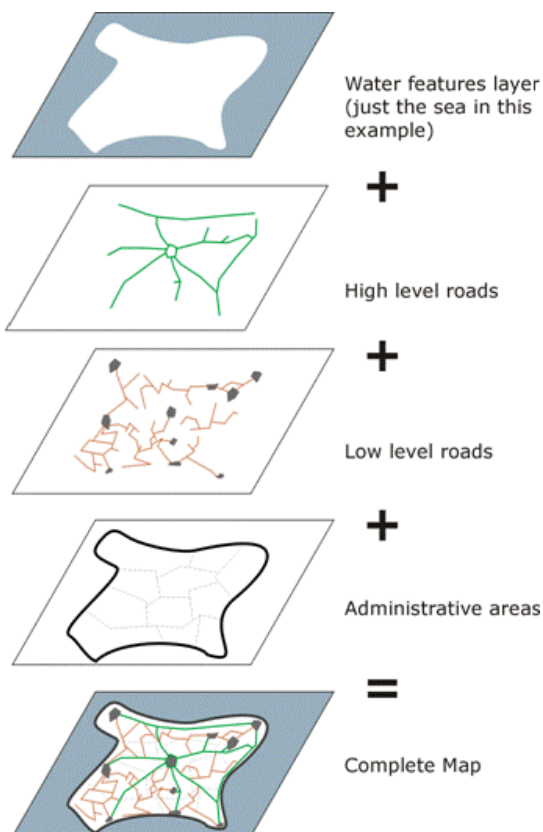 Water features layer
(just the sea in this
example)
+
High level roads
+
Low level roads
+
Administrative areas
=
Complete Map